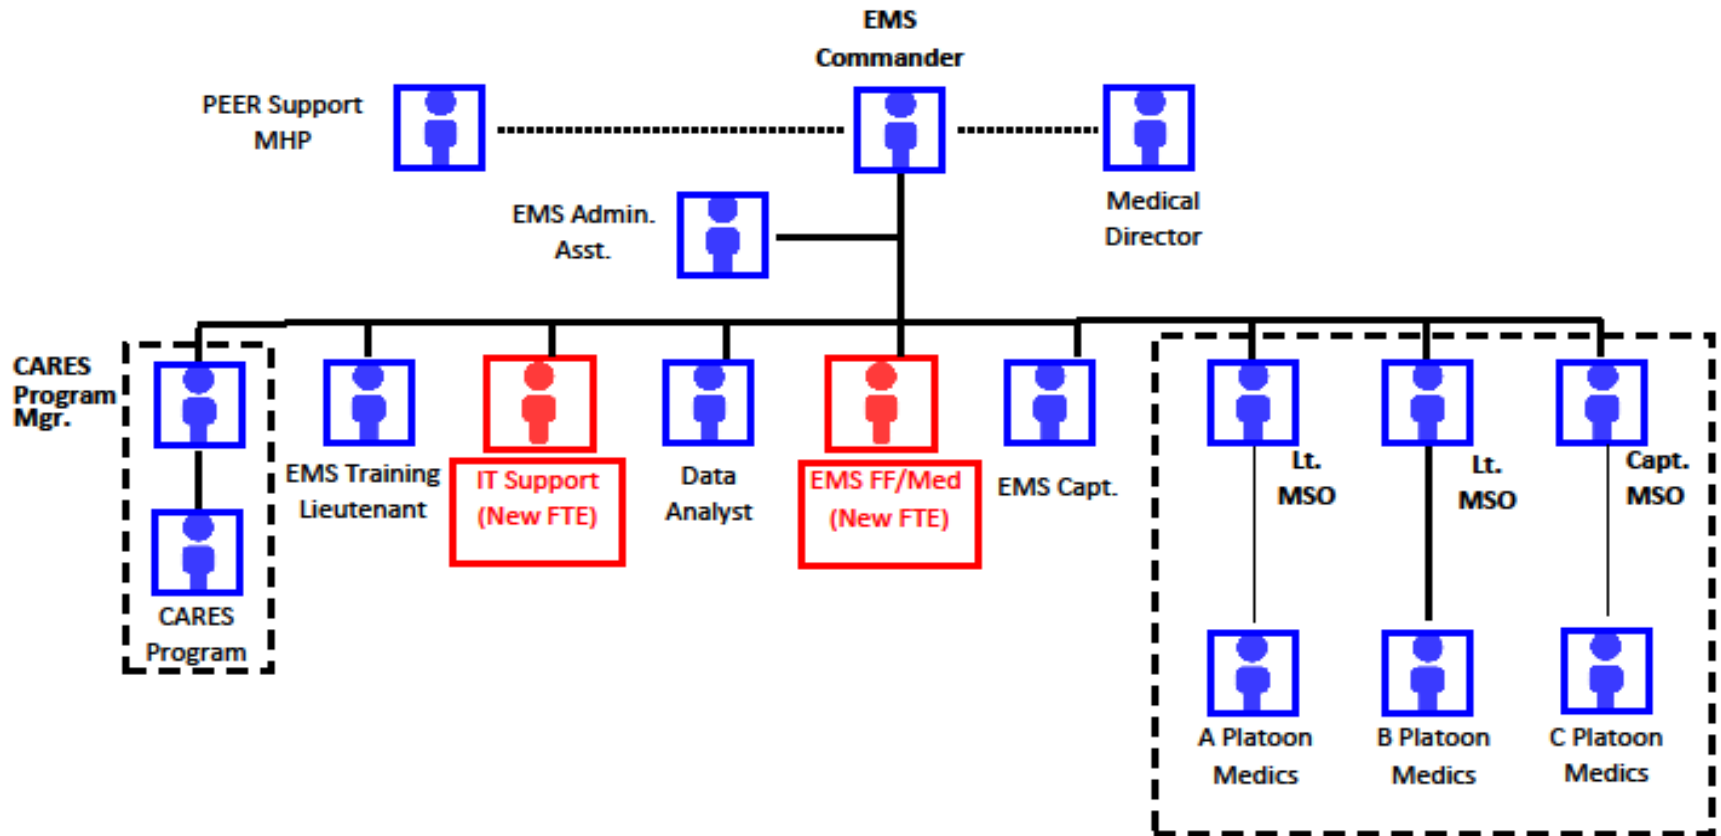 EMS
Commander
PEER Support
MHP
Medical
Director
EMS Admin.
Asst.
CARES
Program
Mgr.
EMS Training
Lieutenant
IT Support
(New FTE)
Data
Analyst
EMS FF/Med
(New FTE)
EMS Capt.
Lt.
MSO
Lt.
MSO
Capt.
MSO
CARES
Program
A Platoon
Medics
B Platoon
Medics
C Platoon
Medics